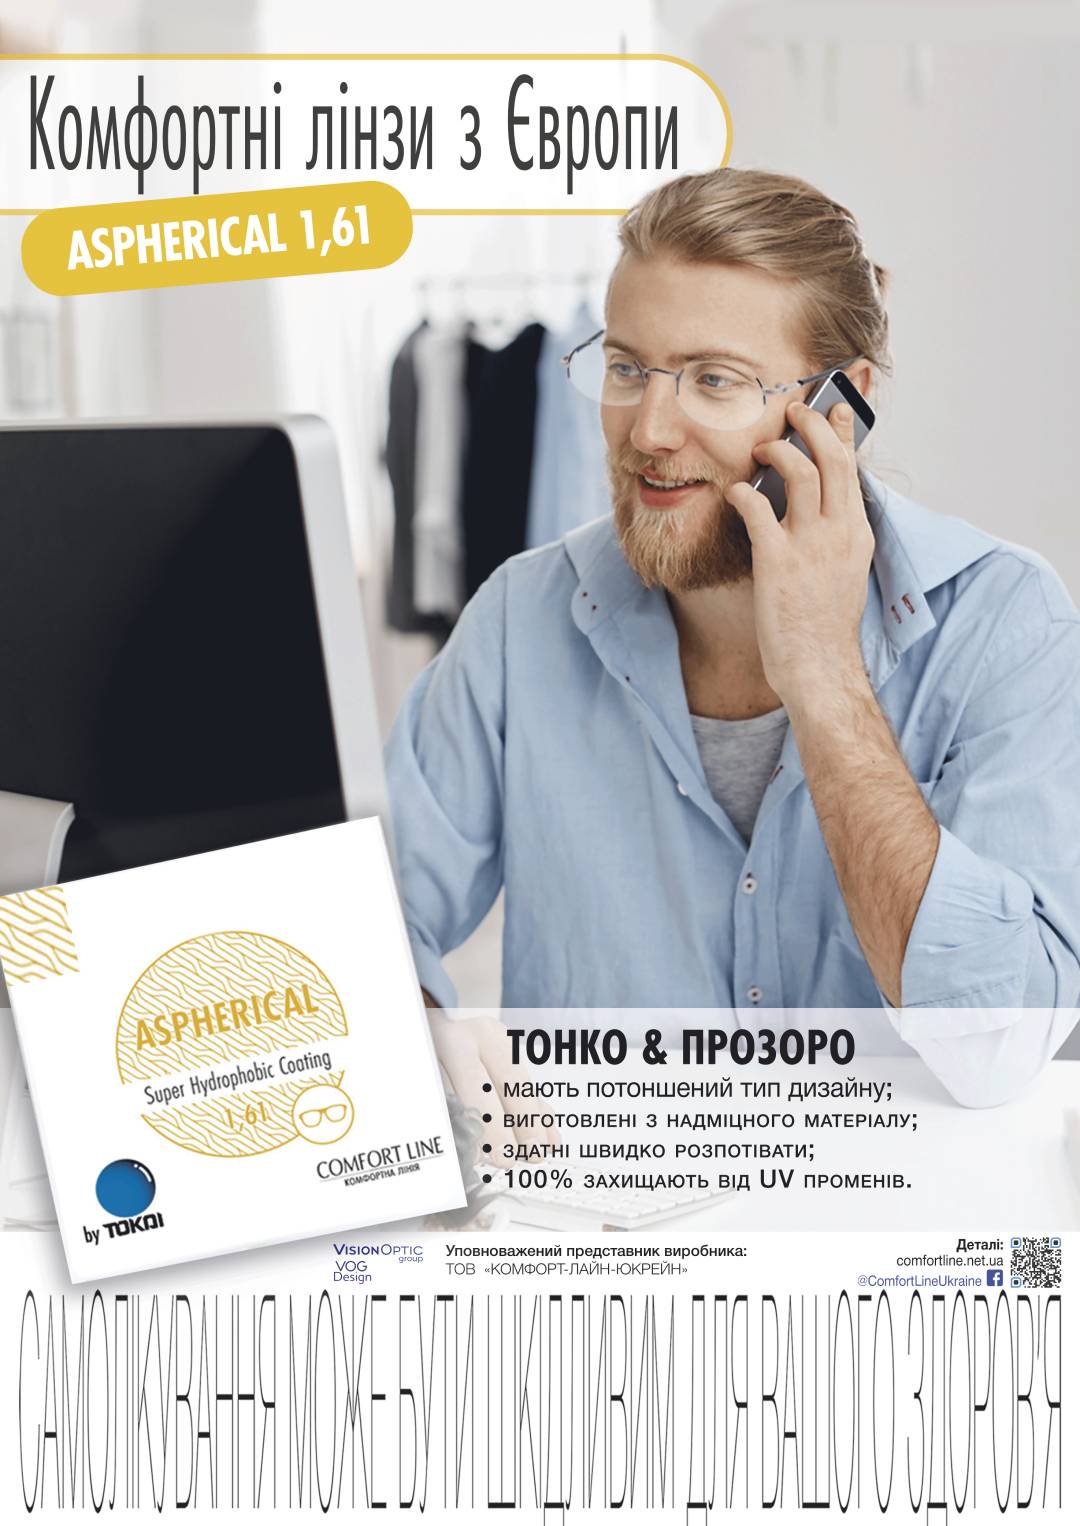 Комфортні лінзи з Європи
ASPHERICAL 1,61
ASPHERICAL
Super Hydrophobic Coating
1,61
COMFORT LINE
КОМФОРТНА ЛІНІЯ
by TOKAI
ТОНКО & ПРОЗОРО
• мають потоншений тип дизайну;
• виготовлені з надміцного матеріалу;
• здатні швидко розпотівати;
• 100% захищають від UV променів.
VISIONOPTIC
group
VOG
Design
Уповноважений представник виробника:
ТОВ «КОМФОРТ-ЛАЙН-ЮКРЕЙН»
Деталі:
comfortline.net.ua
@ComfortLineUkraine
САМОЛІКУВАННЯ МОЖЕ БУТИ ШКІДЛИВИМ ДЛЯ ВАШОГО ЗДОРОВ'Я